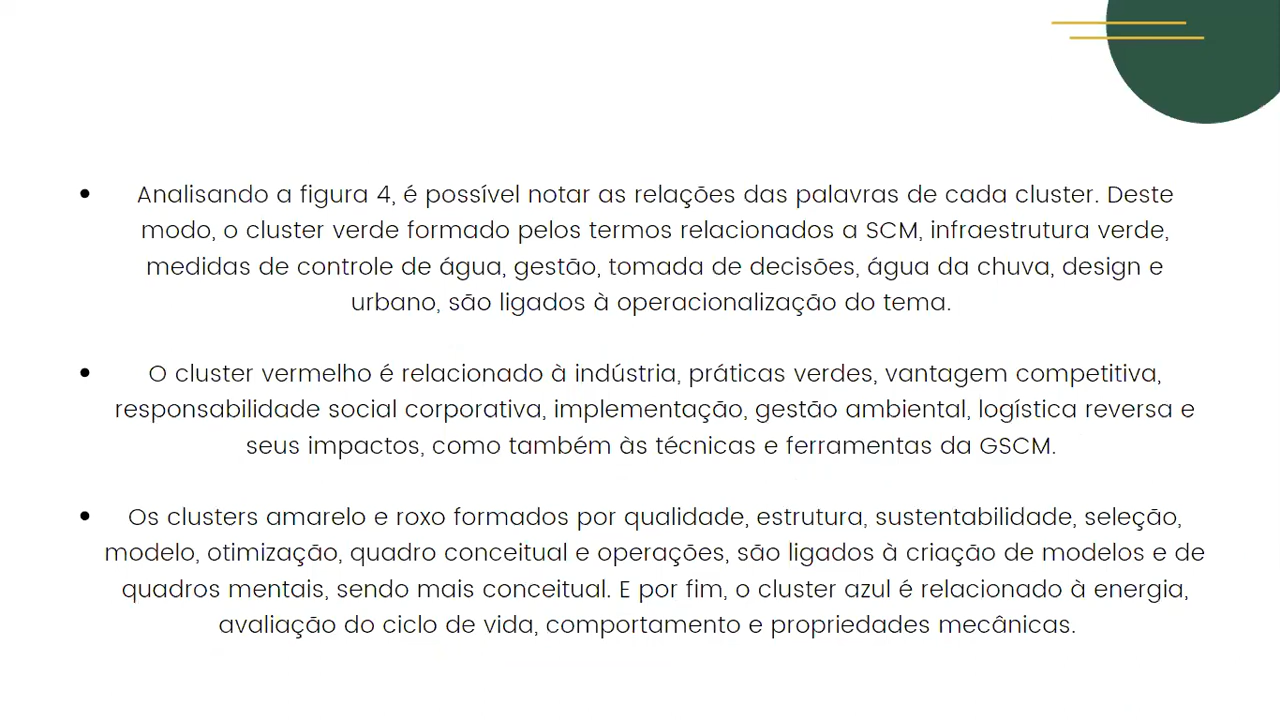 • Analisando a figura 4, é possível notar as relações das palavras de cada cluster. Deste
modo, o cluster verde formado pelos termos relacionados a SCM, infraestrutura verde,
medidas de controle de água, gestão, tomada de decisões, água da chuva, design e
urbano, são ligados à operacionalização do tema.
• O cluster vermelho é relacionado à indústria, práticas verdes, vantagem competitiva,
responsabilidade social corporativa, implementação, gestão ambiental, logística reversa e
seus impactos, como também às técnicas e ferramentas da GSCM.
• Os clusters amarelo e roxo formados por qualidade, estrutura, sustentabilidade, seleção,
modelo, otimização, quadro conceitual e operações, são ligados à criação de modelos e de
quadros mentais, sendo mais conceitual. E por fim, o cluster azul é relacionado à energia,
avaliação do ciclo de vida, comportamento e propriedades mecânicas.